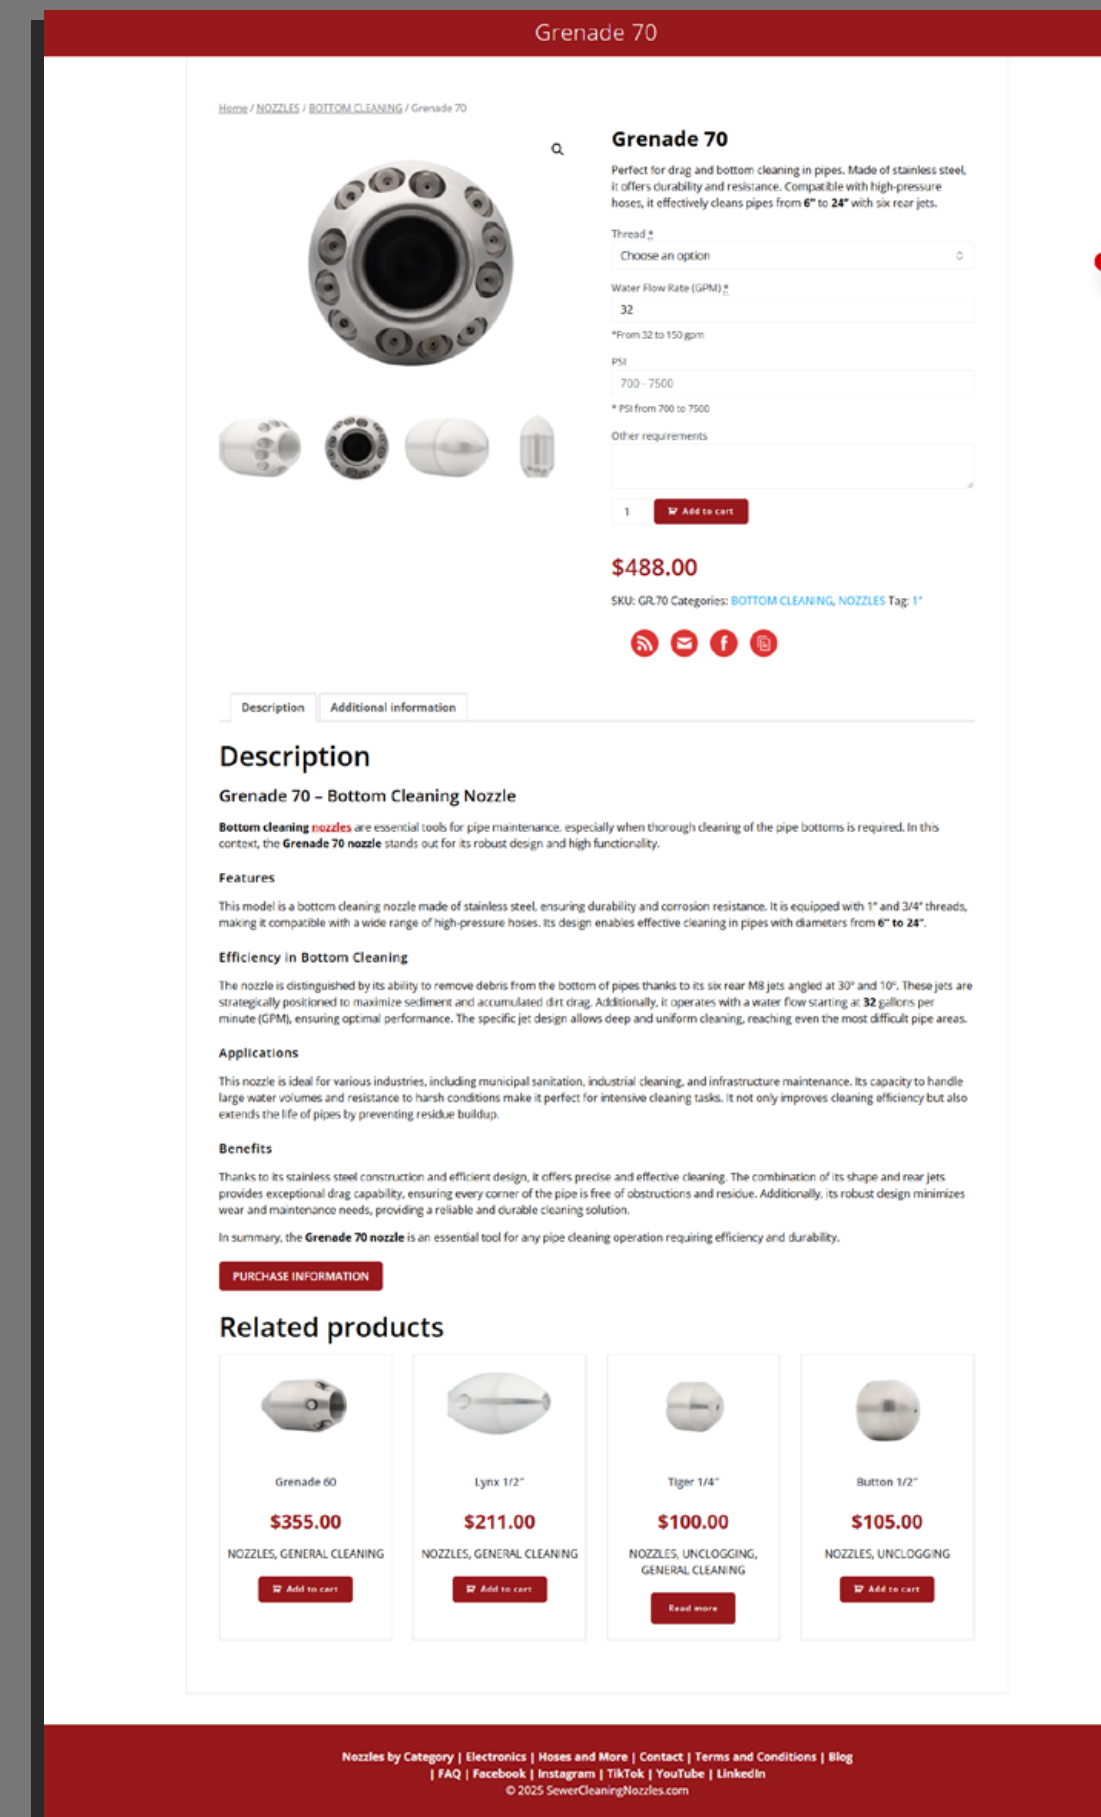 Grenade 70
Home / NOZZLES / BOTTOM CLEANING / Grenade 70
Grenade 70
Perfect for drag and bottom cleaning in pipes. Made of stainless steel,
it offers durability and resistance. Compatible with high-pressure
hoses, it effectively cleans pipes from 6" to 24" with six rear jets.
Thread *
Choose an option
Water Flow Rate (GPM) *
32
*From 32 to 150 gpm
PSI
700 - 7500
* PSI from 700 to 7500
Other requirements
1
Add to cart
$488.00
SKU: GR.70 Categories: BOTTOM CLEANING, NOZZLES Tag: 1"
Description
Additional information
Description
Grenade 70 – Bottom Cleaning Nozzle
Bottom cleaning nozzles are essential tools for pipe maintenance, especially when thorough cleaning of the pipe bottoms is required. In this
context, the Grenade 70 nozzle stands out for its robust design and high functionality.
Features
This model is a bottom cleaning nozzle made of stainless steel, ensuring durability and corrosion resistance. It is equipped with 1" and 3/4" threads,
making it compatible with a wide range of high-pressure hoses. Its design enables effective cleaning in pipes with diameters from 6" to 24".
Efficiency in Bottom Cleaning
The nozzle is distinguished by its ability to remove debris from the bottom of pipes thanks to its six rear M8 jets angled at 30° and 10°. These jets are
strategically positioned to maximize sediment and accumulated dirt drag. Additionally, it operates with a water flow starting at 32 gallons per
minute (GPM), ensuring optimal performance. The specific jet design allows deep and uniform cleaning, reaching even the most difficult pipe areas.
Applications
This nozzle is ideal for various industries, including municipal sanitation, industrial cleaning, and infrastructure maintenance. Its capacity to handle
large water volumes and resistance to harsh conditions make it perfect for intensive cleaning tasks. It not only improves cleaning efficiency but also
extends the life of pipes by preventing residue buildup.
Benefits
Thanks to its stainless steel construction and efficient design, it offers precise and effective cleaning. The combination of its shape and rear jets
provides exceptional drag capability, ensuring every corner of the pipe is free of obstructions and residue. Additionally, its robust design minimizes
wear and maintenance needs, providing a reliable and durable cleaning solution.
In summary, the Grenade 70 nozzle is an essential tool for any pipe cleaning operation requiring efficiency and durability.
PURCHASE INFORMATION
Related products
Grenade 60
$355.00
NOZZLES, GENERAL CLEANING
Add to cart
Lynx 1/2"
$211.00
NOZZLES, GENERAL CLEANING
Add to cart
Tiger 1/4"
$100.00
NOZZLES, UNCLOGGING,
GENERAL CLEANING
Read more
Button 1/2"
$105.00
NOZZLES, UNCLOGGING
Add to cart
Nozzles by Category | Electronics | Hoses and More | Contact | Terms and Conditions | Blog
| FAQ | Facebook | Instagram | TikTok | YouTube | LinkedIn
© 2025 SewerCleaningNozzles.com